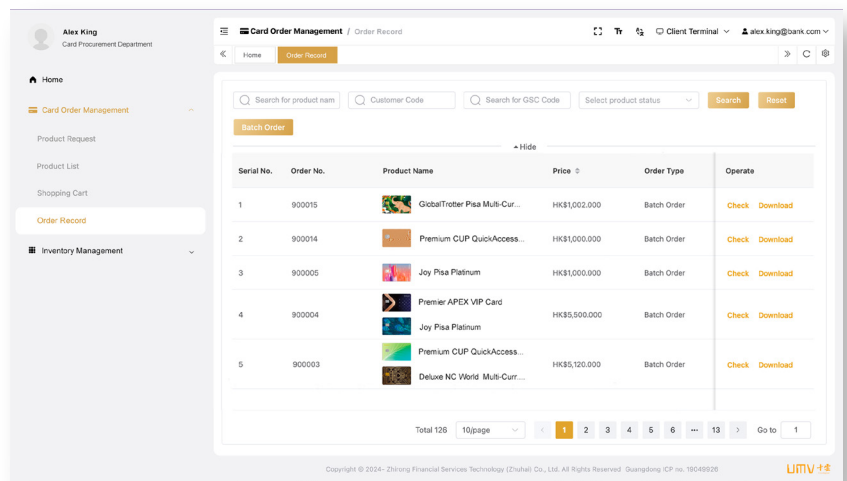 Alex King
Card Procurement Department
Home
Card Order Management
Product Request
Product List
Shopping Cart
Order Record
Inventory Management
Card Order Management / Order Record
Client Terminal
alex.king@bank.com
Home
Order Record
Search for product nam
Customer Code
Search for GSC Code
Select product status
Search
Reset
Batch Order
Hide
Serial No. Order No. Product Name Price Order Type Operate
1 900015 GlobalTrotter Pisa Multi-Cur... HK$1,002.000 Batch Order Check Download
2 900014 Premium CUP QuickAccess... HK$1,000.000 Batch Order Check Download
3 900005 Joy Pisa Platinum HK$1,000.000 Batch Order Check Download
4 900004 Premier APEX VIP Card HK$5,500.000 Batch Order Check Download
Joy Pisa Platinum
5 900003 Premium CUP QuickAccess... HK$5,120.000 Batch Order Check Download
Deluxe NC World Multi-Curr...
Total 126 10/page 1 2 3 4 5 6 ... 13 Go to 1
Copyright © 2024- Zhirong Financial Services Technology (Zhuhai) Co., Ltd. All Rights Reserved Guangdong ICP no. 19049926
UMV